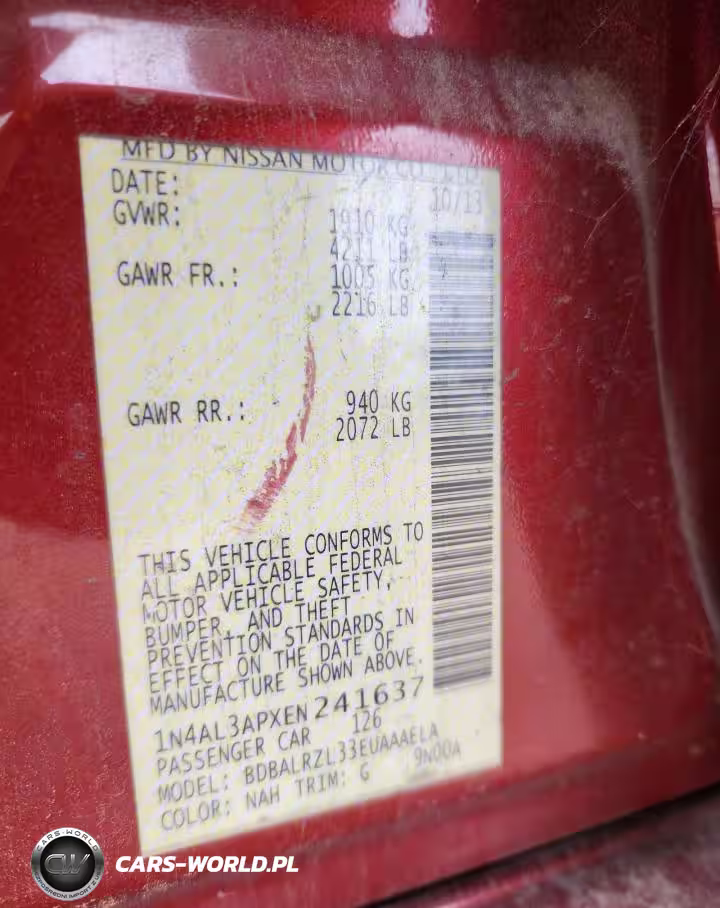 MFD BY NISSAN MOTOR CO., LTD.
DATE: 10/13
GVWR: 1910 KG
4211 LB
GAWR FR.: 1005 KG
2216 LB
GAWR RR.: 940 KG
2072 LB
THIS VEHICLE CONFORMS TO
ALL APPLICABLE FEDERAL
MOTOR VEHICLE SAFETY,
BUMPER, AND THEFT
PREVENTION STANDARDS IN
EFFECT ON THE DATE OF
MANUFACTURE SHOWN ABOVE.
1N4AL3APXEN241637
PASSENGER CAR 126
MODEL: BDBALRZL33EUAAAELA
COLOR: NAH TRIM: G 9N00A
CARS-WORLD
CW
CARS-WORLD.PL